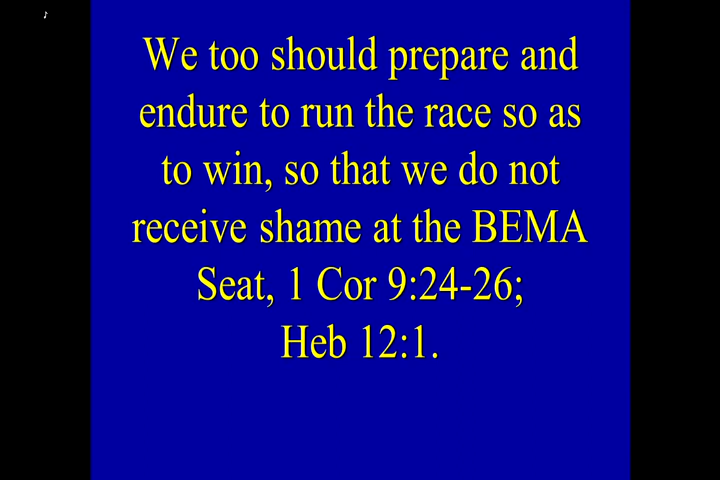 We too should prepare and
endure to run the race so as
to win, so that we do not
receive shame at the BEMA
Seat, 1 Cor 9:24-26;
Heb 12:1.